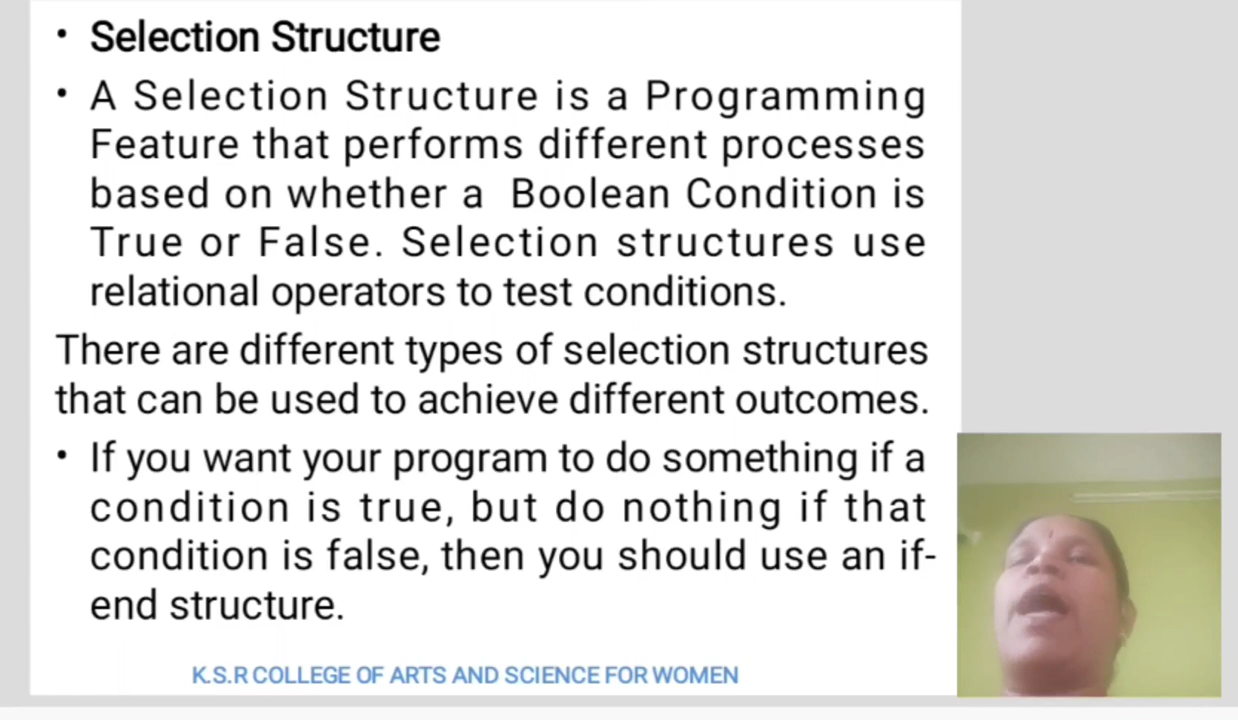 • Selection Structure
• A Selection Structure is a Programming
Feature that performs different processes
based on whether a Boolean Condition is
True or False. Selection structures use
relational operators to test conditions.
There are different types of selection structures
that can be used to achieve different outcomes.
• If you want your program to do something if a
condition is true, but do nothing if that
condition is false, then you should use an if-
end structure.
K.S.R COLLEGE OF ARTS AND SCIENCE FOR WOMEN